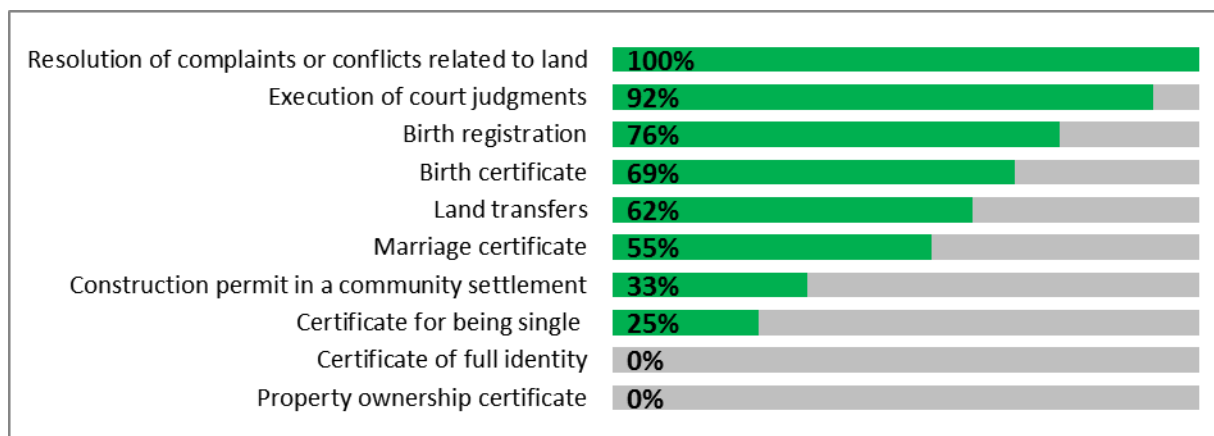 Resolution of complaints or conflicts related to land 100%
Execution of court judgments 92%
Birth registration 76%
Birth certificate 69%
Land transfers 62%
Marriage certificate 55%
Construction permit in a community settlement 33%
Certificate for being single 25%
Certificate of full identity 0%
Property ownership certificate 0%